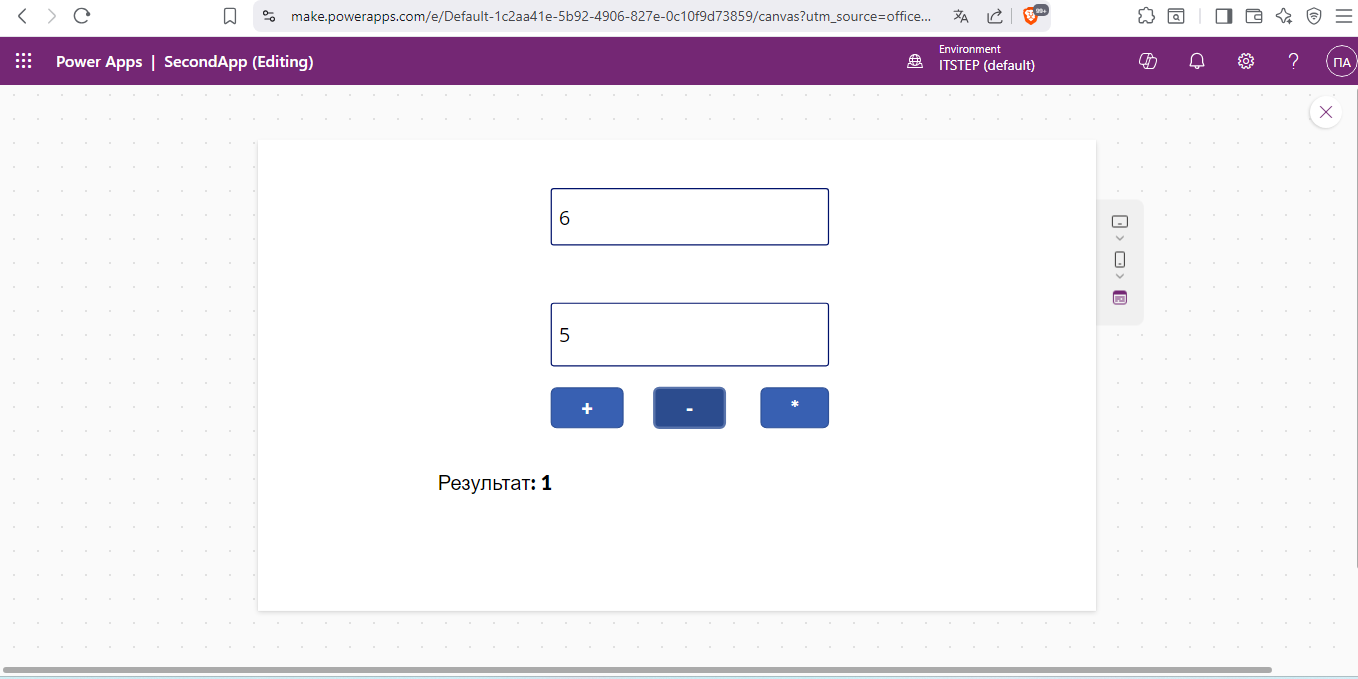 make.powerapps.com/e/Default-1c2aa41e-5b92-4906-827e-0c10f9d73859/canvas?utm_source=office...
99+
Power Apps | SecondApp (Editing)
Environment
ITSTEP (default)
?
ПА
6
5
+ - *
Результат: 1